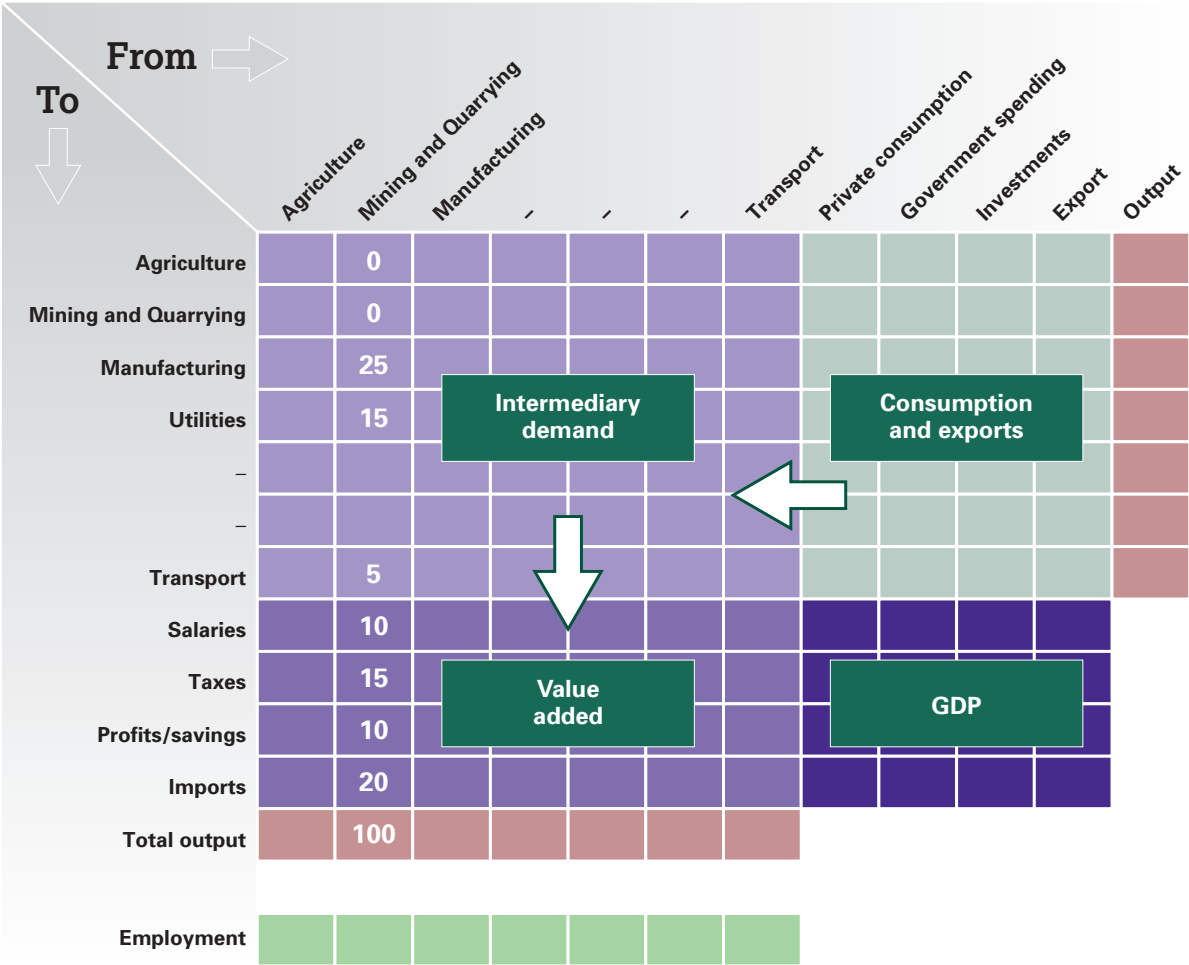 From
To
Agriculture
Mining and Quarrying
Manufacturing
–
–
–
Transport
Private consumption
Government spending
Investments
Export
Output
Agriculture 0
Mining and Quarrying 0
Manufacturing 25
Utilities 15
–
–
Transport 5
Salaries 10
Taxes 15
Profits/savings 10
Imports 20
Total output 100
Employment
Intermediary
demand
Consumption
and exports
Value
added
GDP